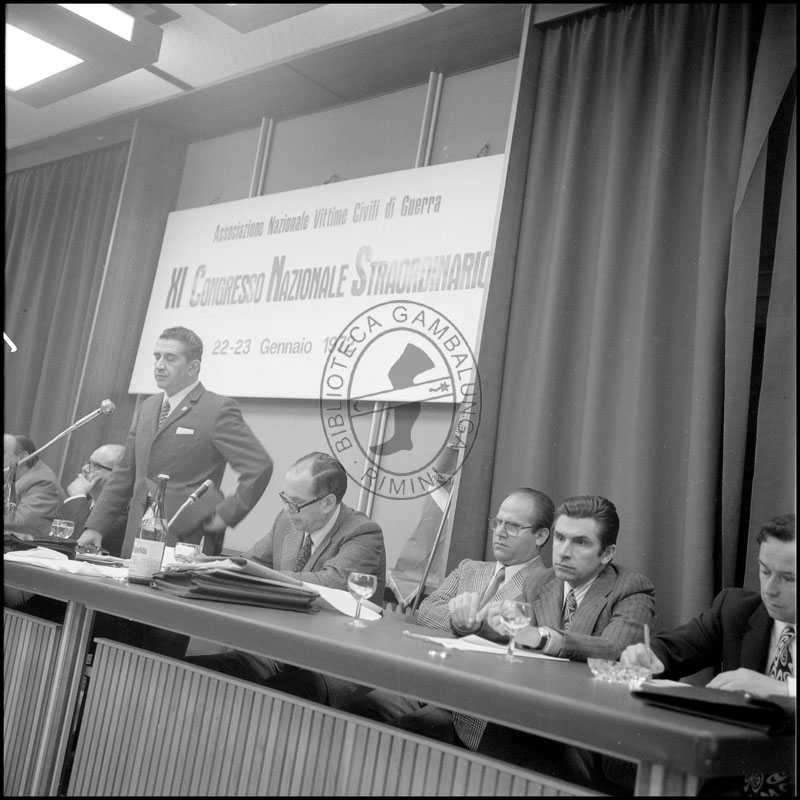 Associazione Nazionale Vittime Civili di Guerra
XI CONGRESSO NAZIONALE STRAORDINARIO
22-23 Gennaio
BIBLIOTECA GAMBALUNGA
RIMINI